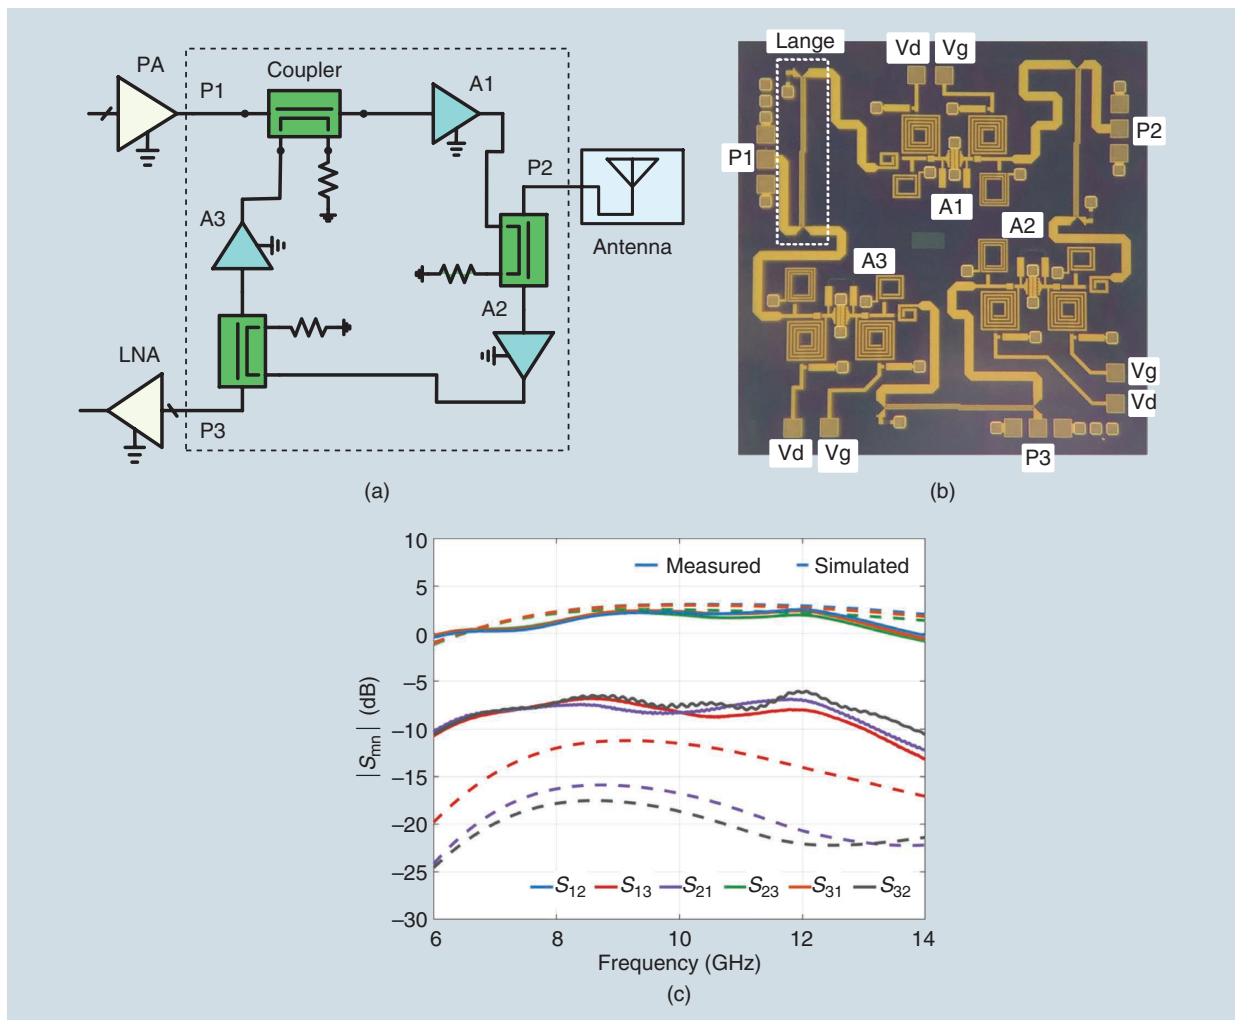 PA
P1
Coupler
A1
A3
P2
Antenna
A2
LNA
P3
(a)
Lange
Vd Vg
P1
P2
A1
A2
A3
Vg
Vd
Vd Vg
P3
(b)
10
5
0
–5
–10
–15
–20
–25
–30
|Smn| (dB)
Measured Simulated
S12 S13 S21 S23 S31 S32
6 8 10 12 14
Frequency (GHz)
(c)